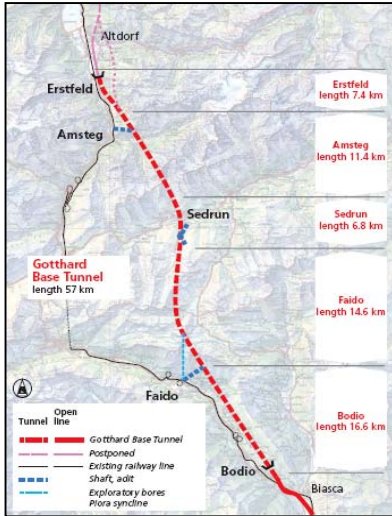 Altdorf
Erstfeld
Erstfeld
length 7.4 km
Amsteg
Amsteg
length 11.4 km
Sedrun
Sedrun
length 6.8 km
Gotthard
Base Tunnel
length 57 km
Faido
length 14.6 km
Faido
Bodio
length 16.6 km
Bodio
Biasca
Tunnel Open line
Gotthard Base Tunnel
Postponed
Existing railway line
Shaft, adit
Exploratory bores
Piora syncline